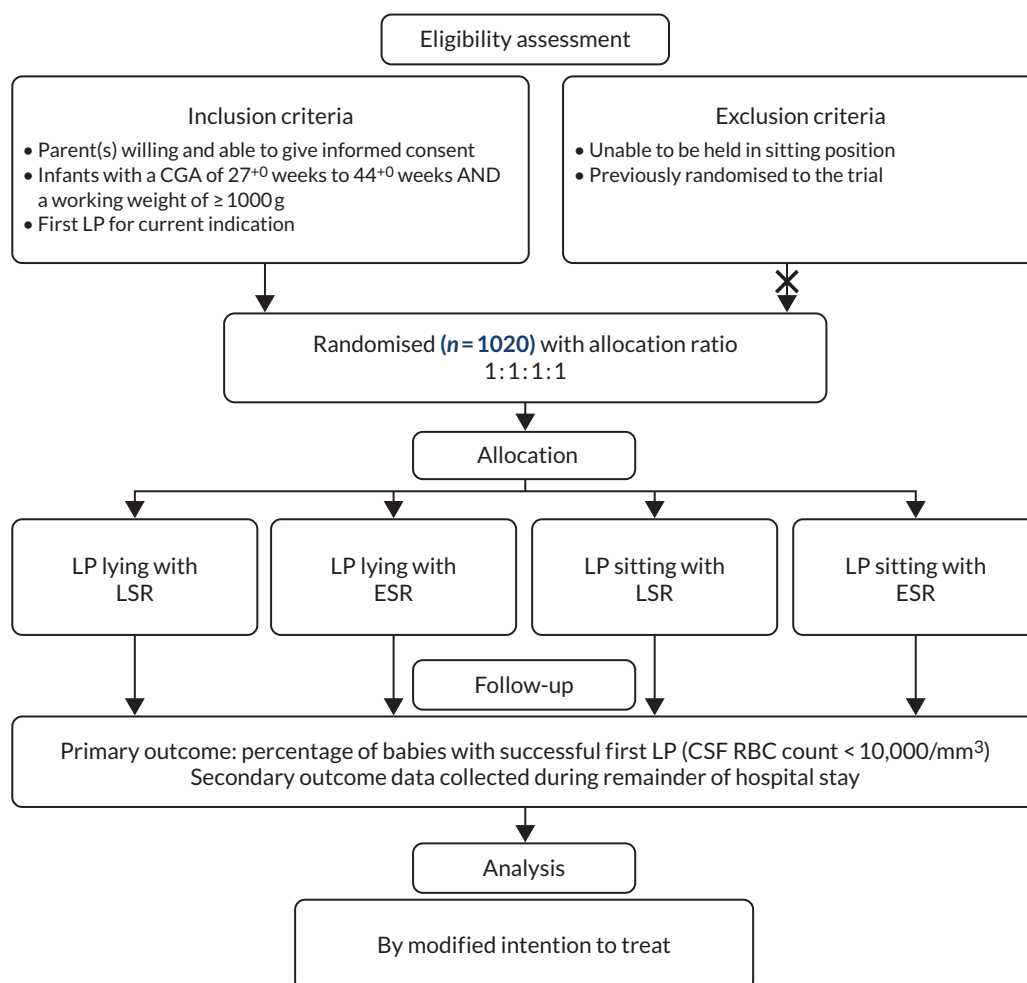 Eligibility assessment
Inclusion criteria
• Parent(s) willing and able to give informed consent
• Infants with a CGA of 27+0 weeks to 44+0 weeks AND
a working weight of ≥ 1000 g
• First LP for current indication
Exclusion criteria
• Unable to be held in sitting position
• Previously randomised to the trial
Randomised (n = 1020) with allocation ratio
1 : 1 : 1 : 1
Allocation
LP lying with
LSR
LP lying with
ESR
LP sitting with
LSR
LP sitting with
ESR
Follow-up
Primary outcome: percentage of babies with successful first LP (CSF RBC count < 10,000/mm3)
Secondary outcome data collected during remainder of hospital stay
Analysis
By modified intention to treat